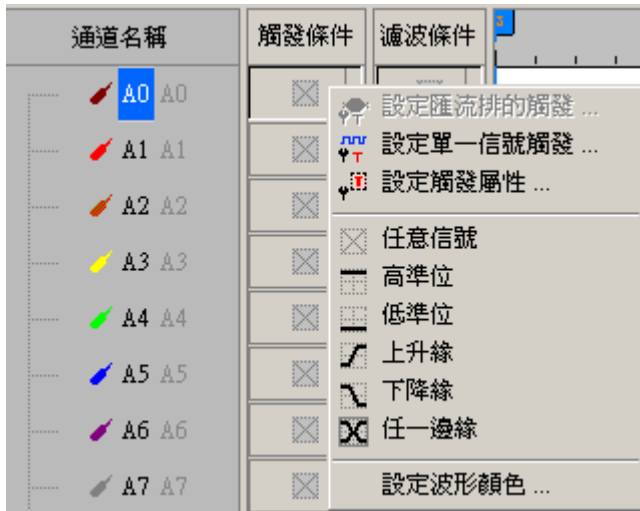 通道名稱 觸發條件 濾波條件 3
A0 A0
A1 A1
A2 A2
A3 A3
A4 A4
A5 A5
A6 A6
A7 A7
設定匯流排的觸發 ...
設定單一信號觸發 ...
設定觸發屬性 ...
任意信號
高準位
低準位
上升緣
下降緣
任一邊緣
設定波形顏色 ...